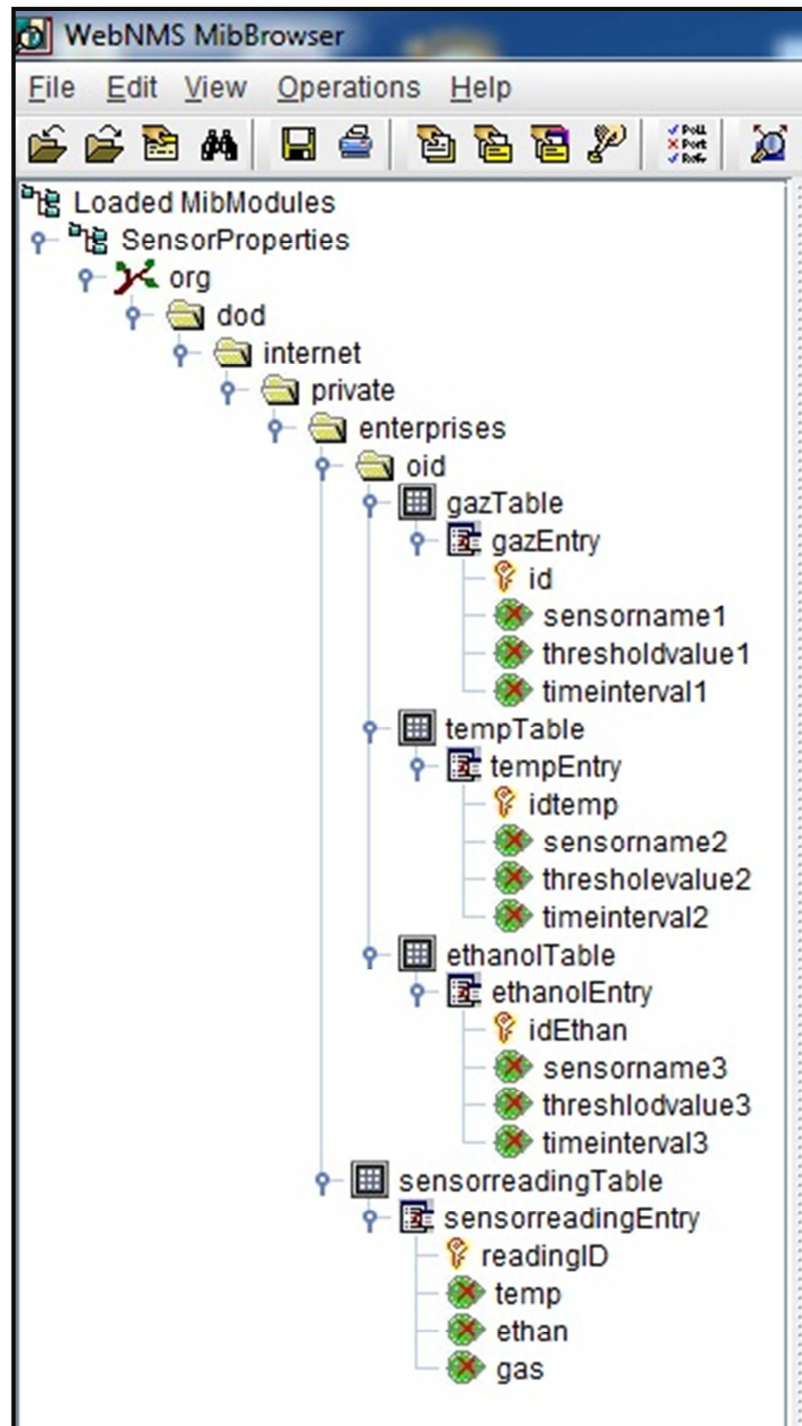 WebNMS MibBrowser
File Edit View Operations Help
Poll
Port
Loaded MibModules
SensorProperties
org
dod
internet
private
enterprises
oid
gazTable
gazEntry
id
sensorname1
thresholdvalue1
timeinterval1
tempTable
tempEntry
idtemp
sensorname2
thresholevalue2
timeinterval2
ethanolTable
ethanolEntry
idEthan
sensorname3
threshlodvalue3
timeinterval3
sensorreadingTable
sensorreadingEntry
readingID
temp
ethan
gas